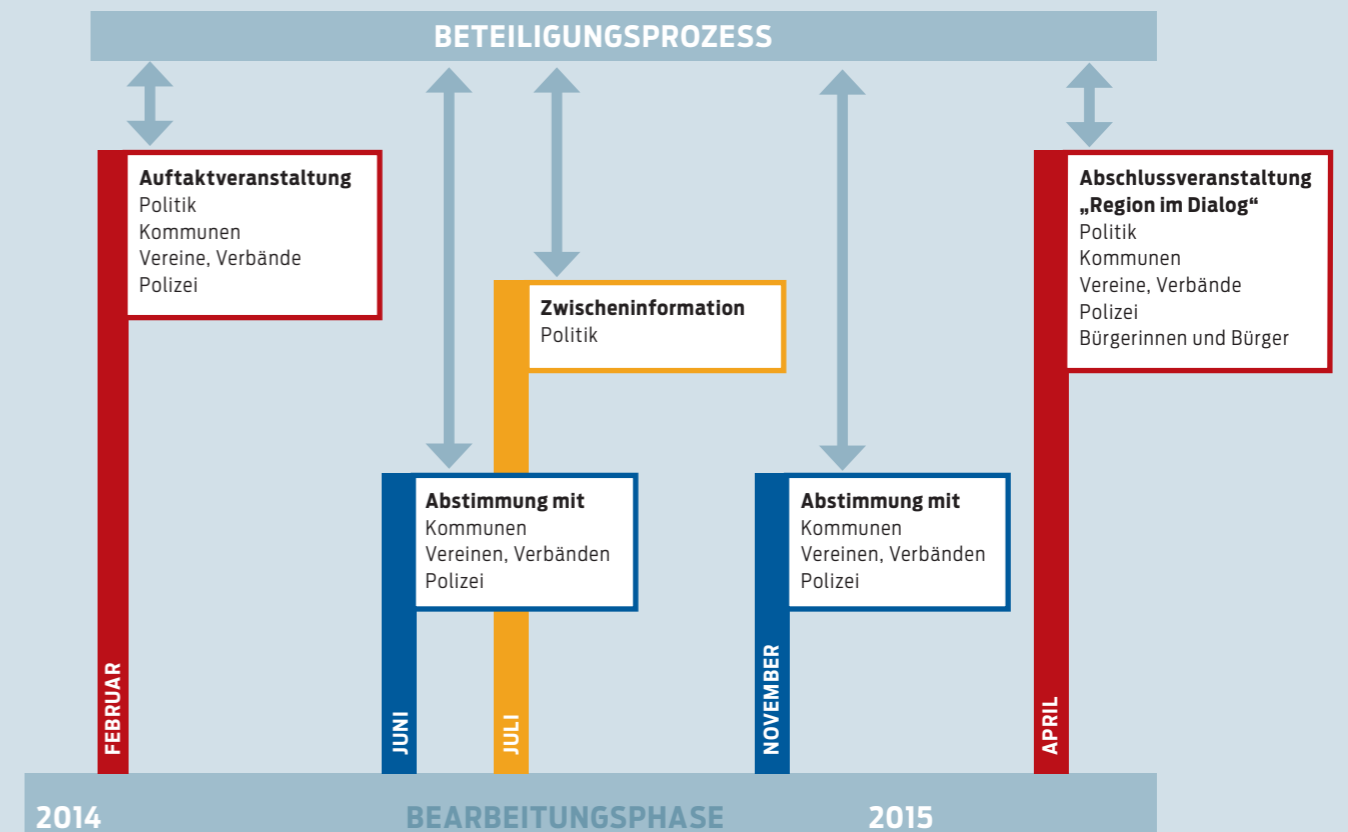 BETEILIGUNGSPROZESS
Auftaktveranstaltung
Politik
Kommunen
Vereine, Verbände
Polizei
FEBRUAR
Abstimmung mit
Kommunen
Vereinen, Verbänden
Polizei
JUNI
Zwischeninformation
Politik
JULI
Abstimmung mit
Kommunen
Vereinen, Verbänden
Polizei
NOVEMBER
Abschlussveranstaltung
„Region im Dialog“
Politik
Kommunen
Vereine, Verbände
Polizei
Bürgerinnen und Bürger
APRIL
2014 BEARBEITUNGSPHASE 2015